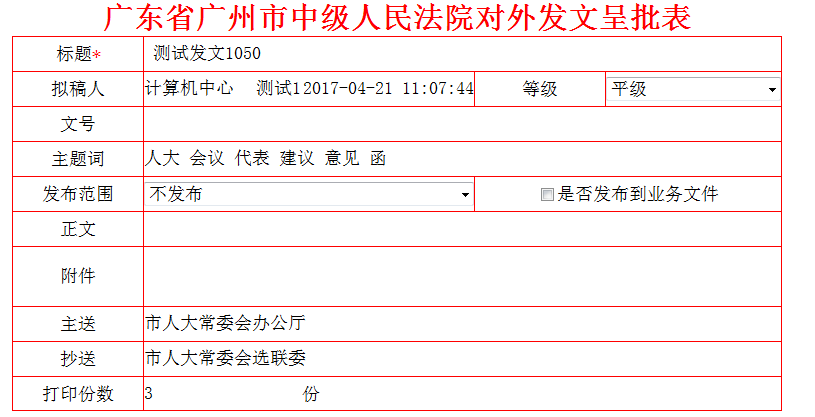 广东省广州市中级人民法院对外发文呈批表
标题* 测试发文1050
拟稿人 计算机中心 测试12017-04-21 11:07:44 等级 平级
文号
主题词 人大 会议 代表 建议 意见 函
发布范围 不发布 是否发布到业务文件
正文
附件
主送 市人大常委会办公厅
抄送 市人大常委会选联委
打印份数 3 份